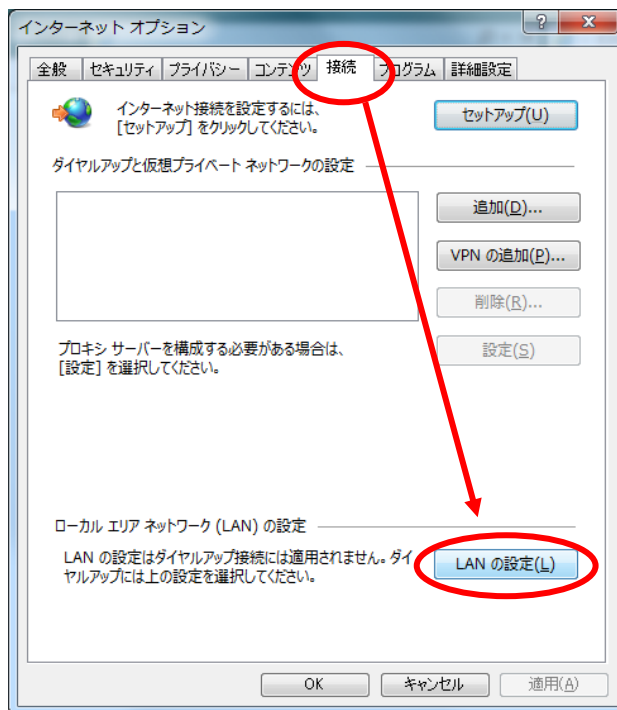 インターネット オプション
?
x
全般
セキュリティ
プライバシー
コンテンツ
接続
プログラム
詳細設定
インターネット接続を設定するには、
[セットアップ] をクリックしてください。
セットアップ(U)
ダイヤルアップと仮想プライベート ネットワークの設定
追加(D)...
VPN の追加(P)...
削除(R)...
プロキシ サーバーを構成する必要がある場合は、
[設定] を選択してください。
設定(S)
ローカル エリア ネットワーク (LAN) の設定
LAN の設定はダイヤルアップ接続には適用されません。ダイ
ヤルアップには上の設定を選択してください。
LAN の設定(L)
OK
キャンセル
適用(A)